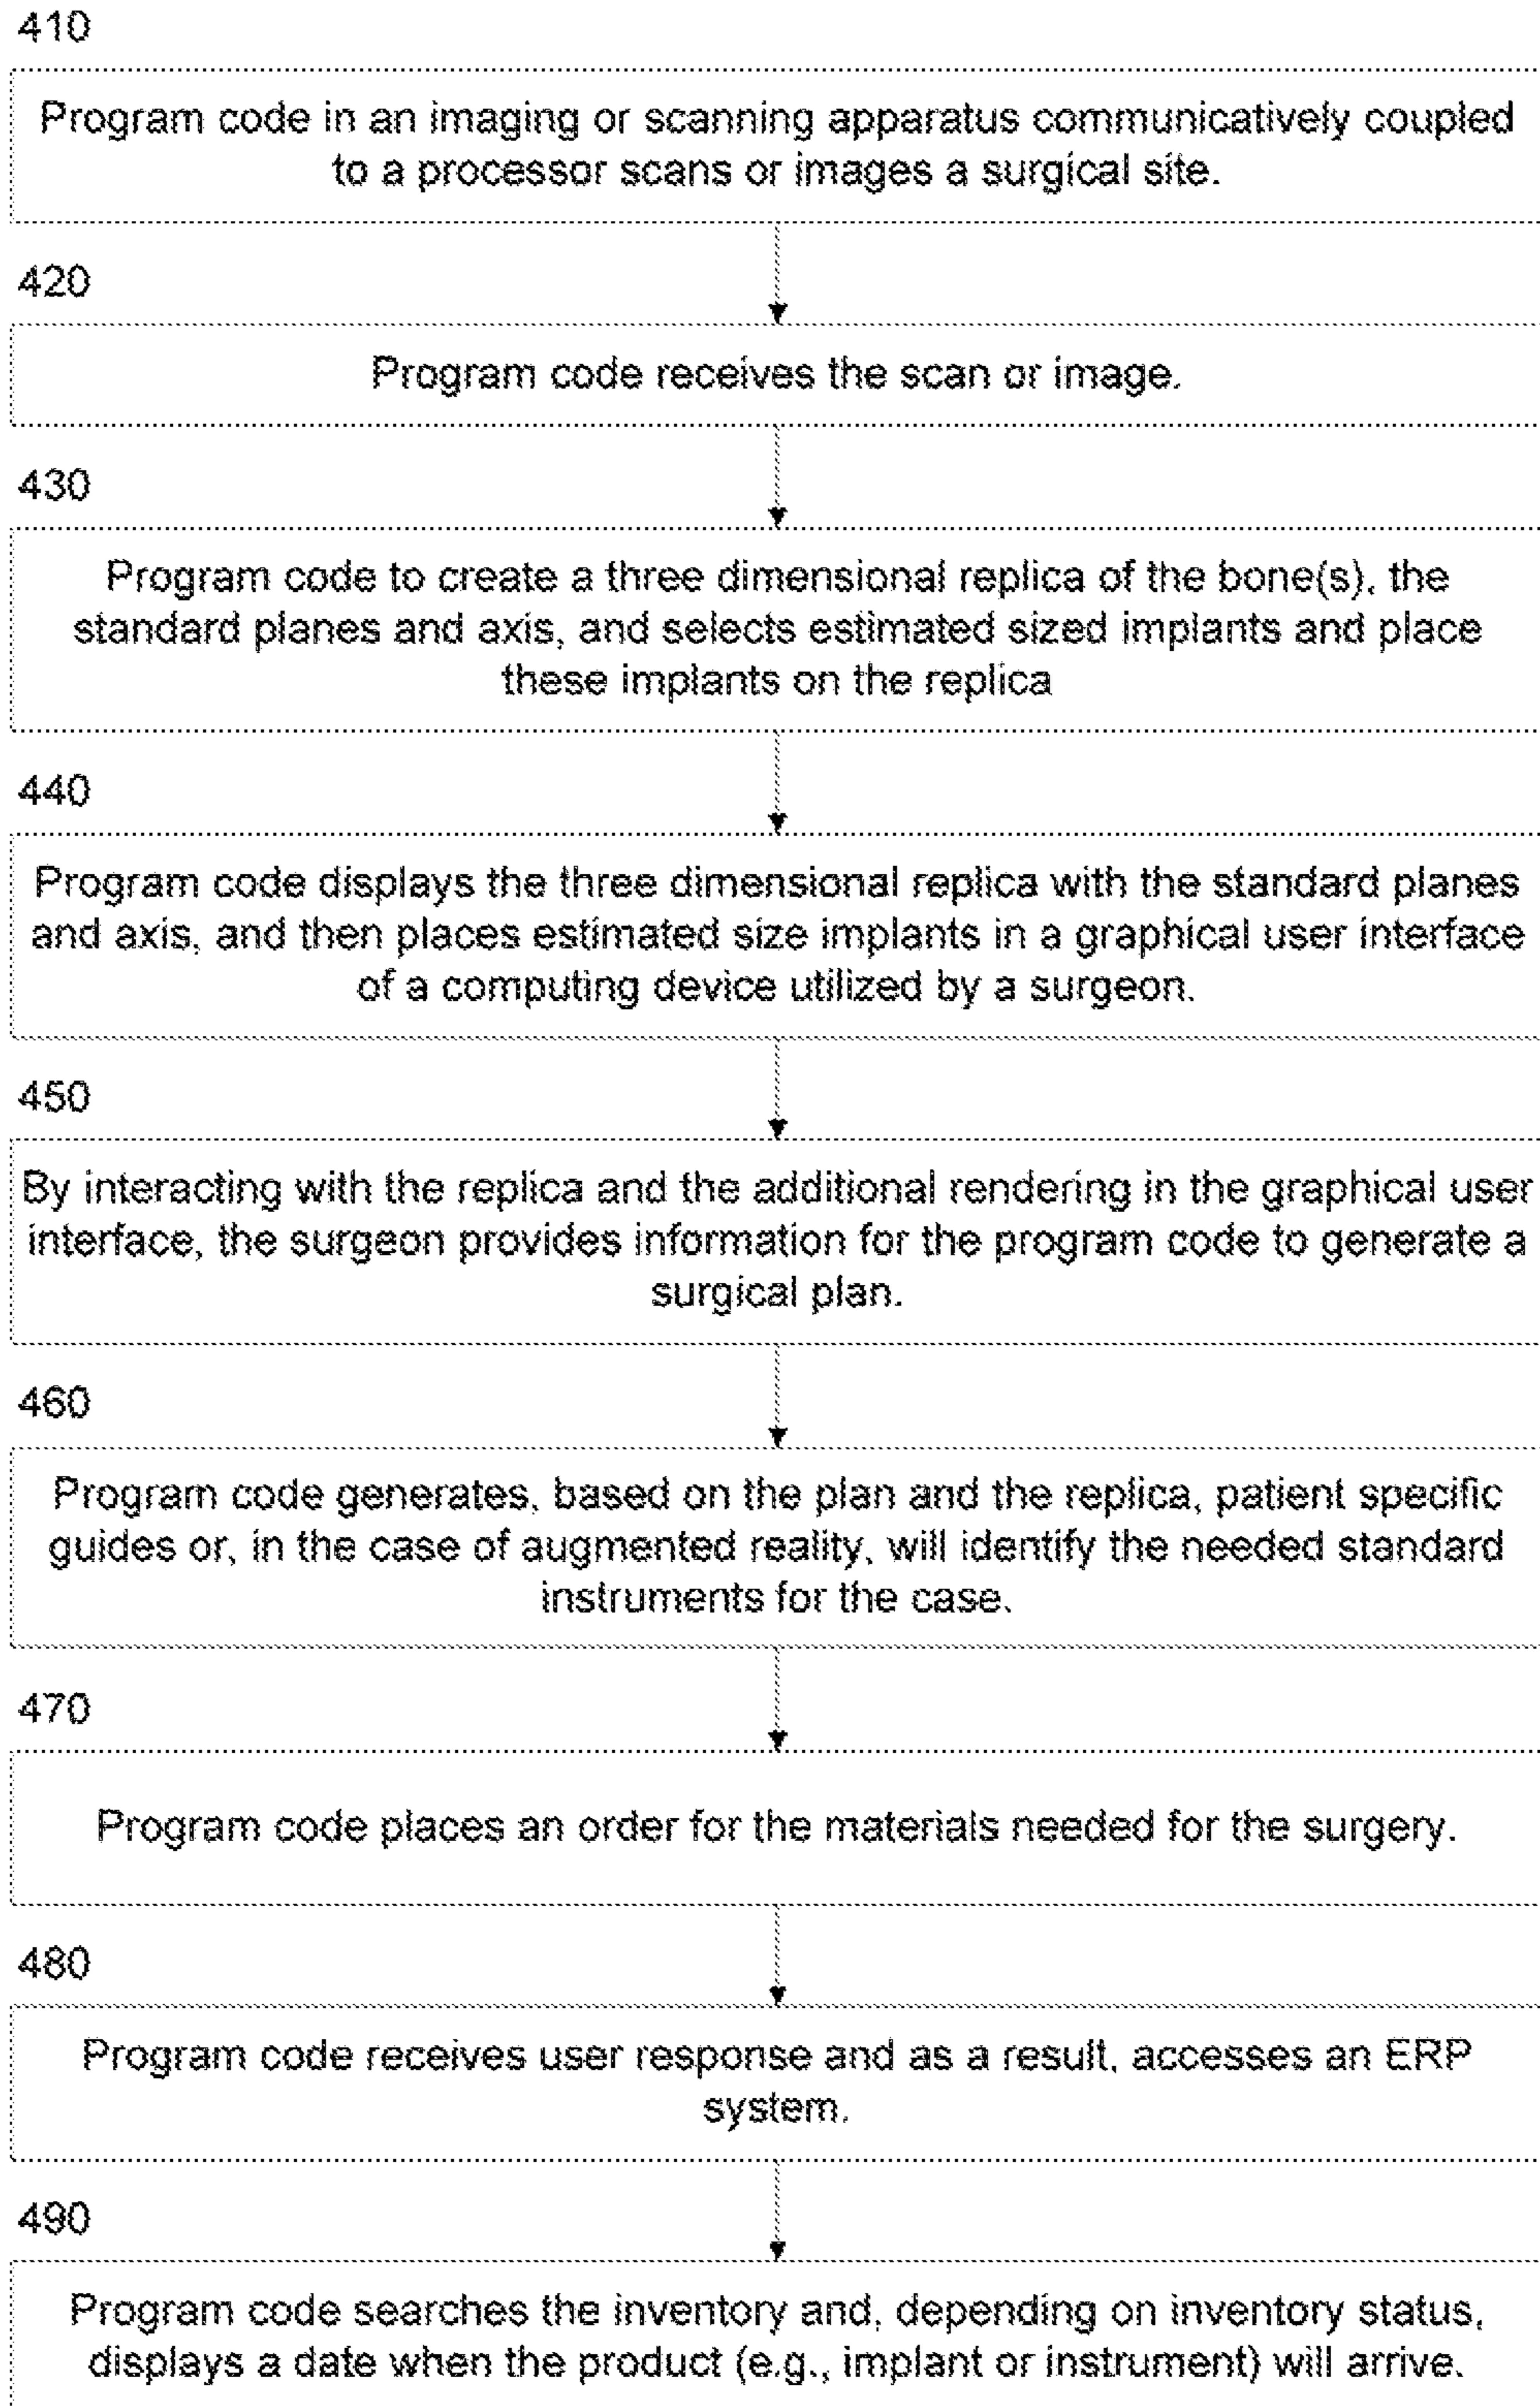 410
Program code in an imaging or scanning apparatus communicatively coupled
to a processor scans or images a surgical site.
420
Program code receives the scan or image.
430
Program code to create a three dimensional replica of the bone(s), the
standard planes and axis, and selects estimated sized implants and place
these implants on the replica
440
Program code displays the three dimensional replica with the standard planes
and axis, and then places estimated size implants in a graphical user interface
of a computing device utilized by a surgeon.
450
By interacting with the replica and the additional rendering in the graphical user
interface, the surgeon provides information for the program code to generate a
surgical plan.
460
Program code generates, based on the plan and the replica, patient specific
guides or, in the case of augmented reality, will identify the needed standard
instruments for the case.
470
Program code places an order for the materials needed for the surgery.
480
Program code receives user response and as a result, accesses an ERP
system.
490
Program code searches the inventory and, depending on inventory status,
displays a date when the product (e.g., implant or instrument) will arrive.